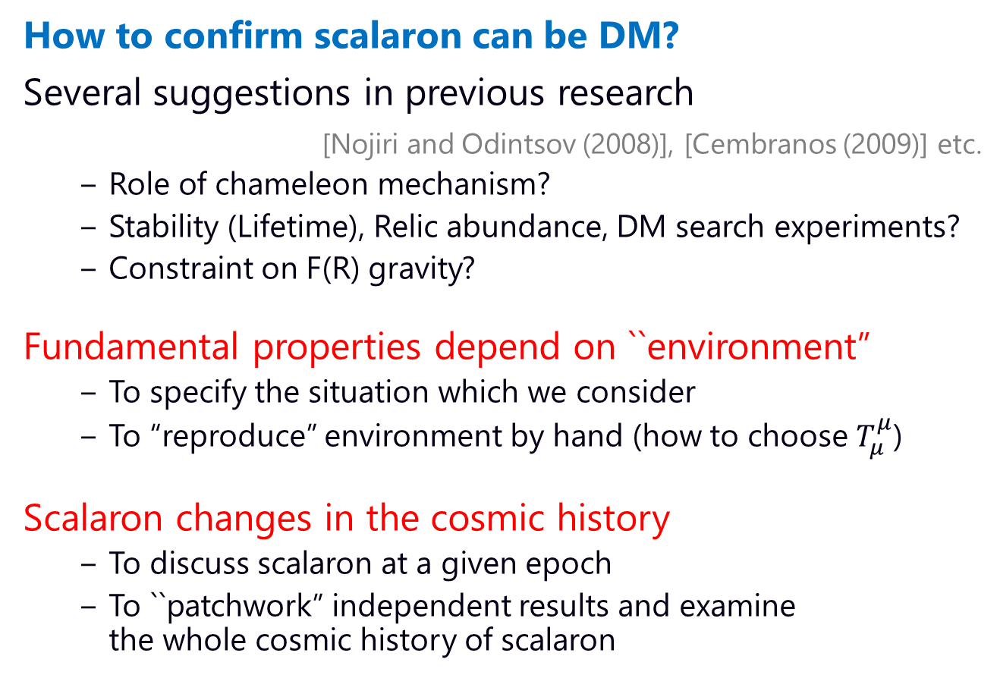 How to confirm scalaron can be DM?
Several suggestions in previous research
[Nojiri and Odintsov (2008)], [Cembranos (2009)] etc.
– Role of chameleon mechanism?
– Stability (Lifetime), Relic abundance, DM search experiments?
– Constraint on F(R) gravity?
Fundamental properties depend on ``environment”
– To specify the situation which we consider
– To “reproduce” environment by hand (how to choose $T_\mu^\mu$)
Scalaron changes in the cosmic history
– To discuss scalaron at a given epoch
– To ``patchwork” independent results and examine
the whole cosmic history of scalaron